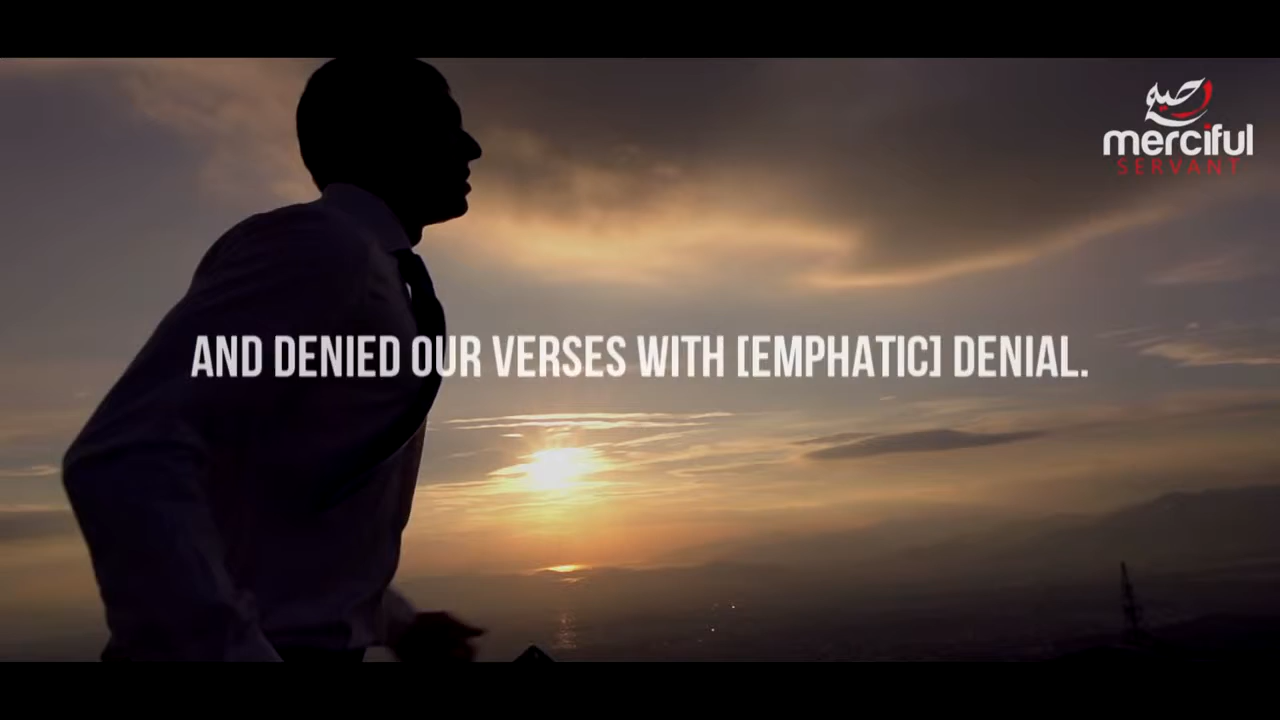 merciful
SERVANT
AND DENIED OUR VERSES WITH [EMPHATIC] DENIAL.